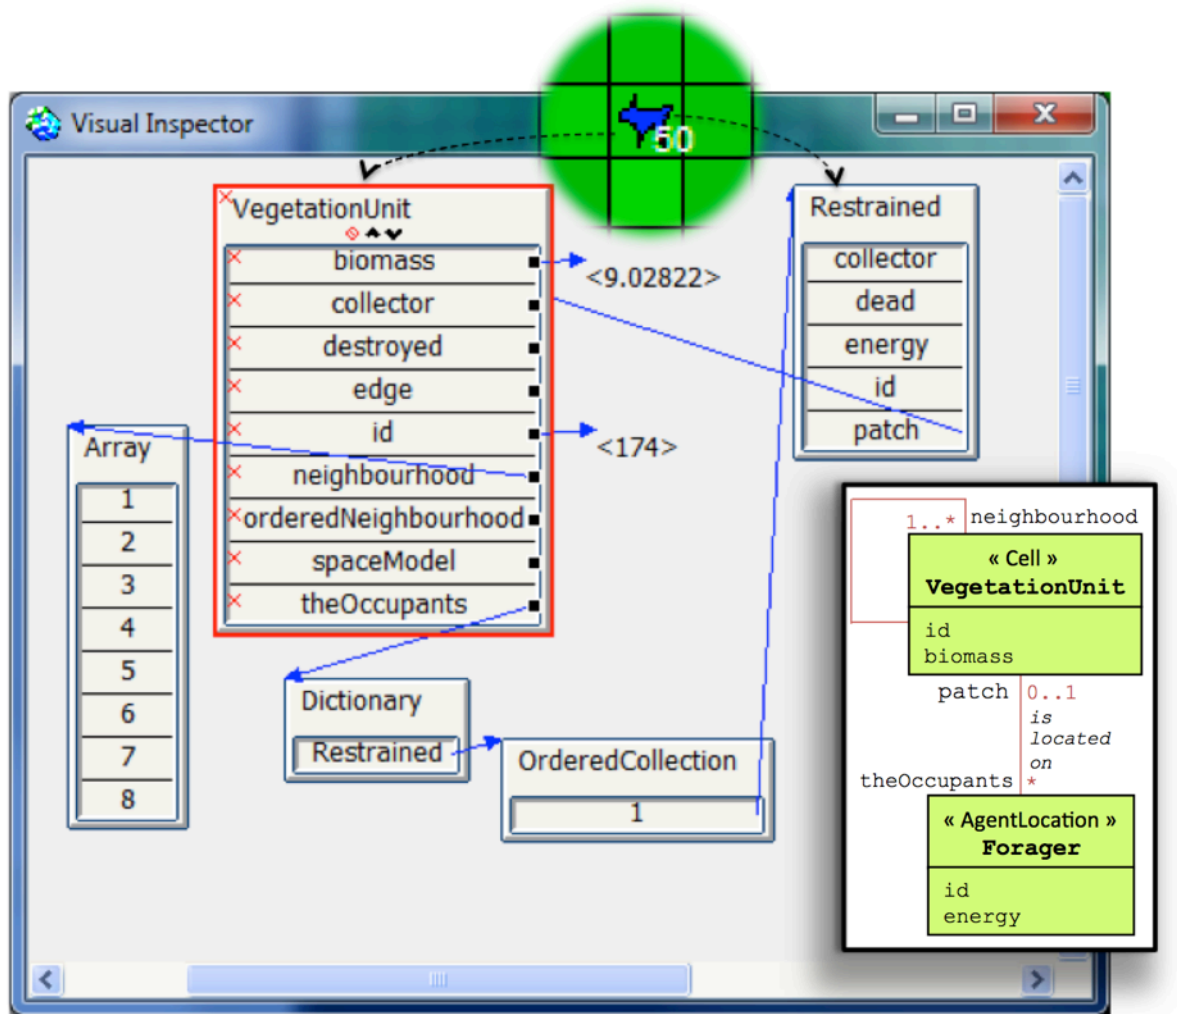 Visual Inspector
50
VegetationUnit
biomass
<9.02822>
collector
destroyed
edge
id
<174>
neighbourhood
orderedNeighbourhood
spaceModel
theOccupants
Restrained
collector
dead
energy
id
patch
Array
1
2
3
4
5
6
7
8
Dictionary
Restrained
OrderedCollection
1
1..* neighbourhood
« Cell »
VegetationUnit
id
biomass
patch 0..1
is
located
on
theOccupants *
« AgentLocation »
Forager
id
energy